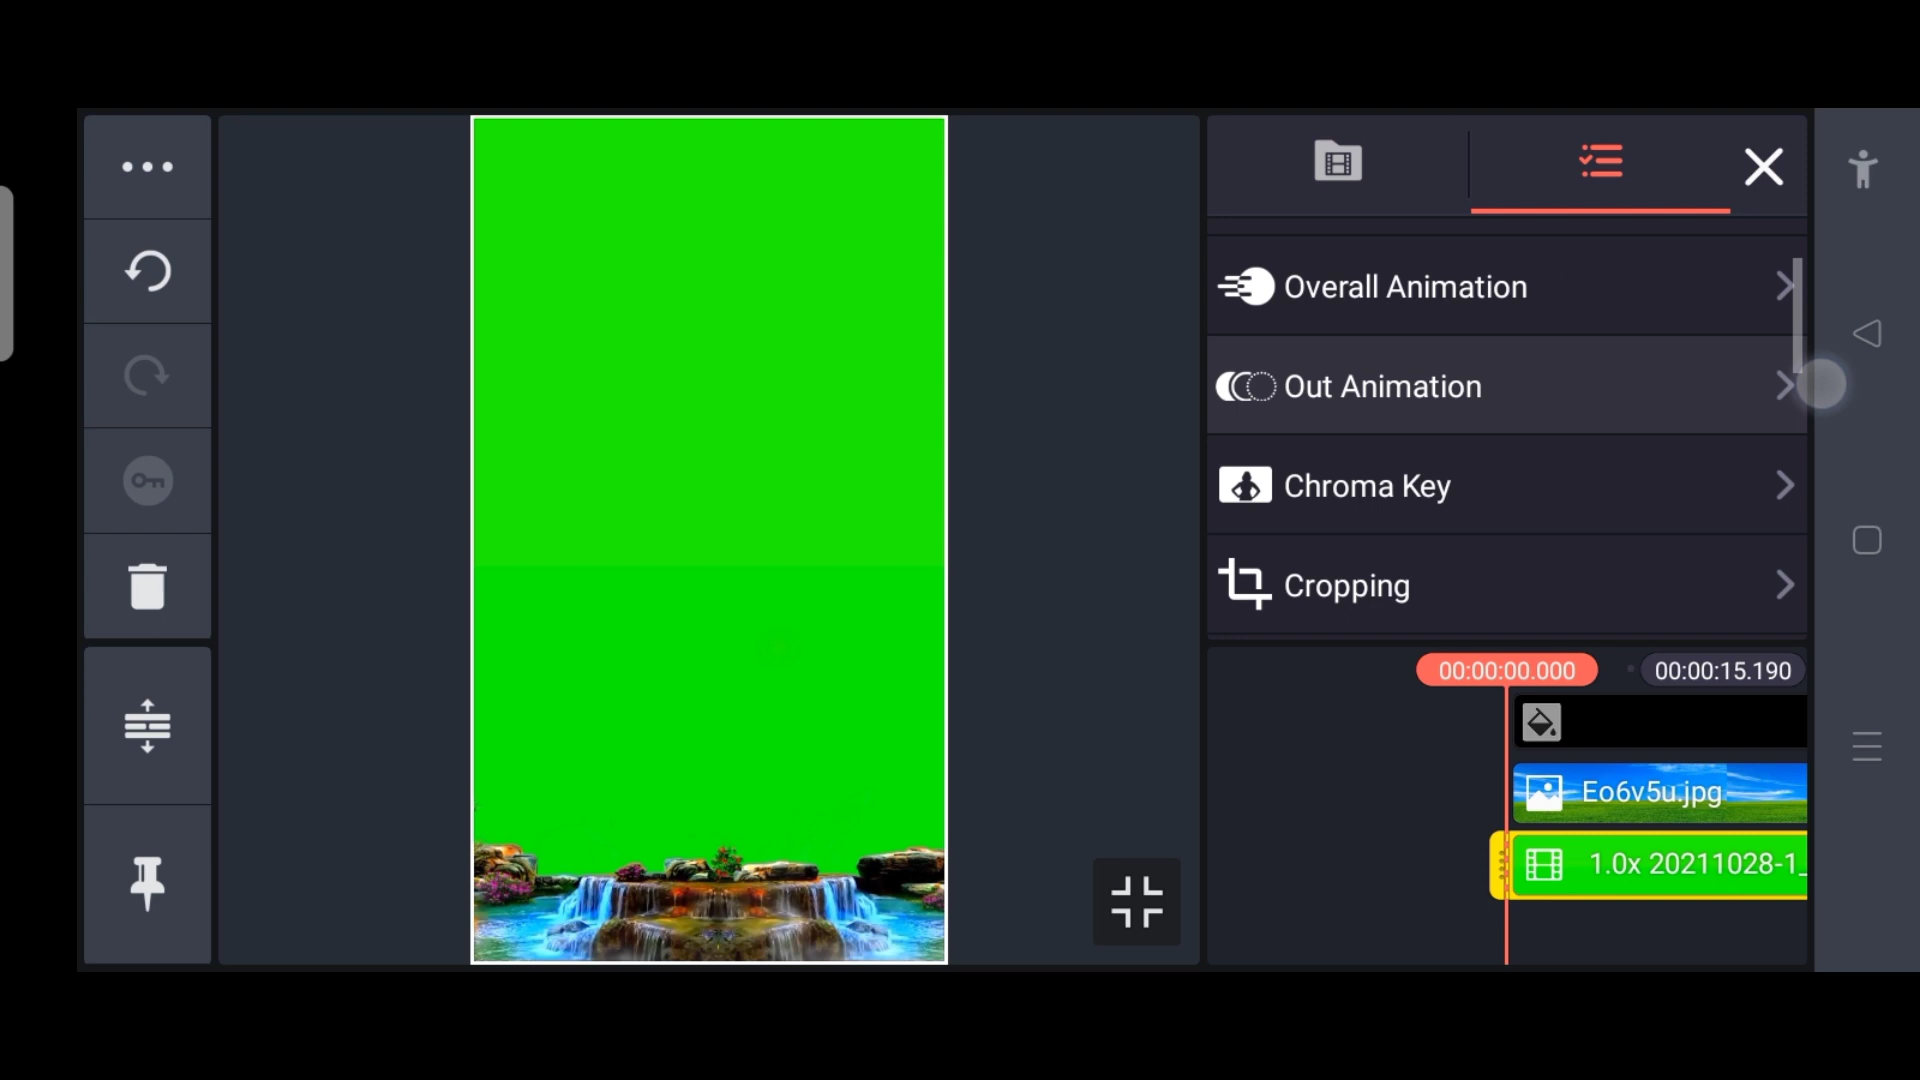 Overall Animation
Out Animation
Chroma Key
Cropping
00:00:00.000
00:00:15.190
Eo6v5u.jpg
1.0x 20211028-1_